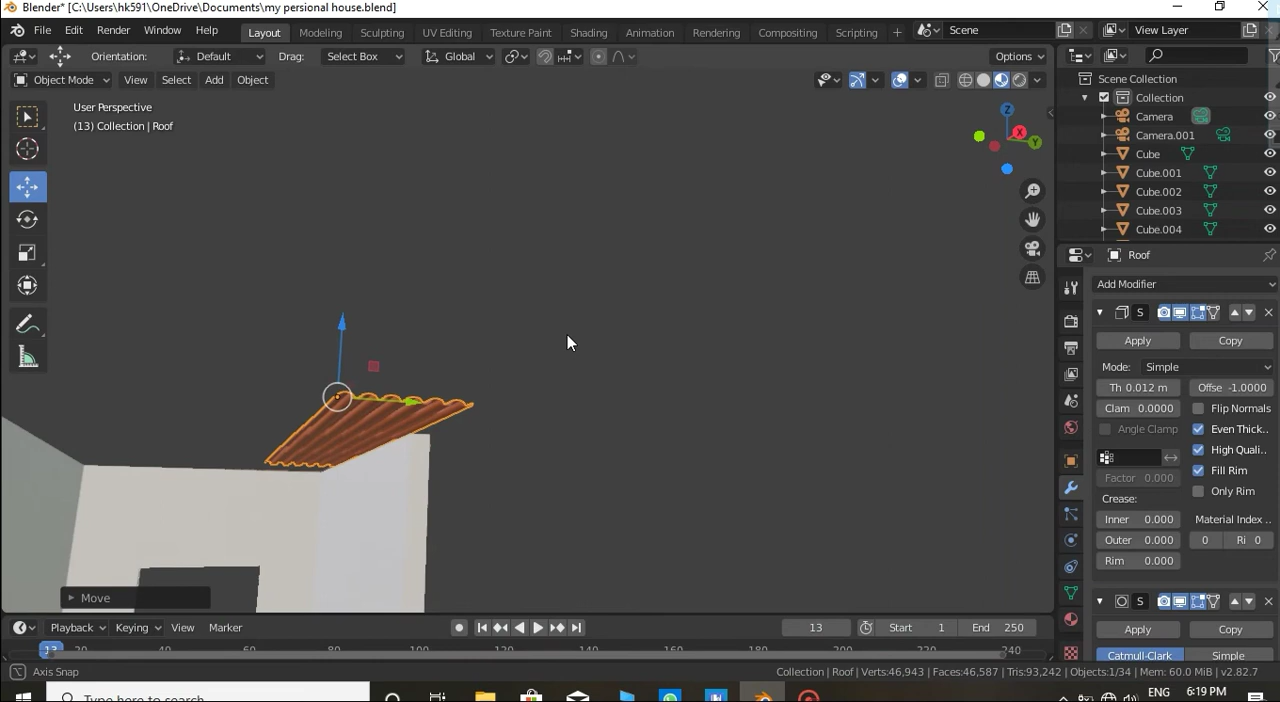 Blender* [C:\Users\hk591\OneDrive\Documents\my persional house.blend]
File Edit Render Window Help Layout Modeling Sculpting UV Editing Texture Paint Shading Animation Rendering Compositing Scripting + Scene View Layer
Orientation: Default Drag: Select Box Global Options
Object Mode View Select Add Object
User Perspective
(13) Collection | Roof
Z X Y
Scene Collection
Collection
Camera
Camera.001
Cube
Cube.001
Cube.002
Cube.003
Cube.004
Roof
Add Modifier
S
Apply Copy
Mode: Simple
Th 0.012 m Offse -1.0000
Clam 0.0000 Flip Normals
Angle Clamp Even Thick..
High Quali..
Factor 0.000 Fill Rim
Crease: Only Rim
Inner 0.000 Material Index ..
Outer 0.000 0 Ri 0
Rim 0.000
S
Apply Copy
Catmull-Clark Simple
Move
Playback Keying View Marker 13 Start 1 End 250
13 20 40 60 80 100 120 140 160 180 200 220 240
Axis Snap Collection | Roof | Verts:46,943 | Faces:46,587 | Tris:93,242 | Objects:1/34 | Mem: 60.0 MiB | v2.82.7
Type here to search ENG 6:19 PM